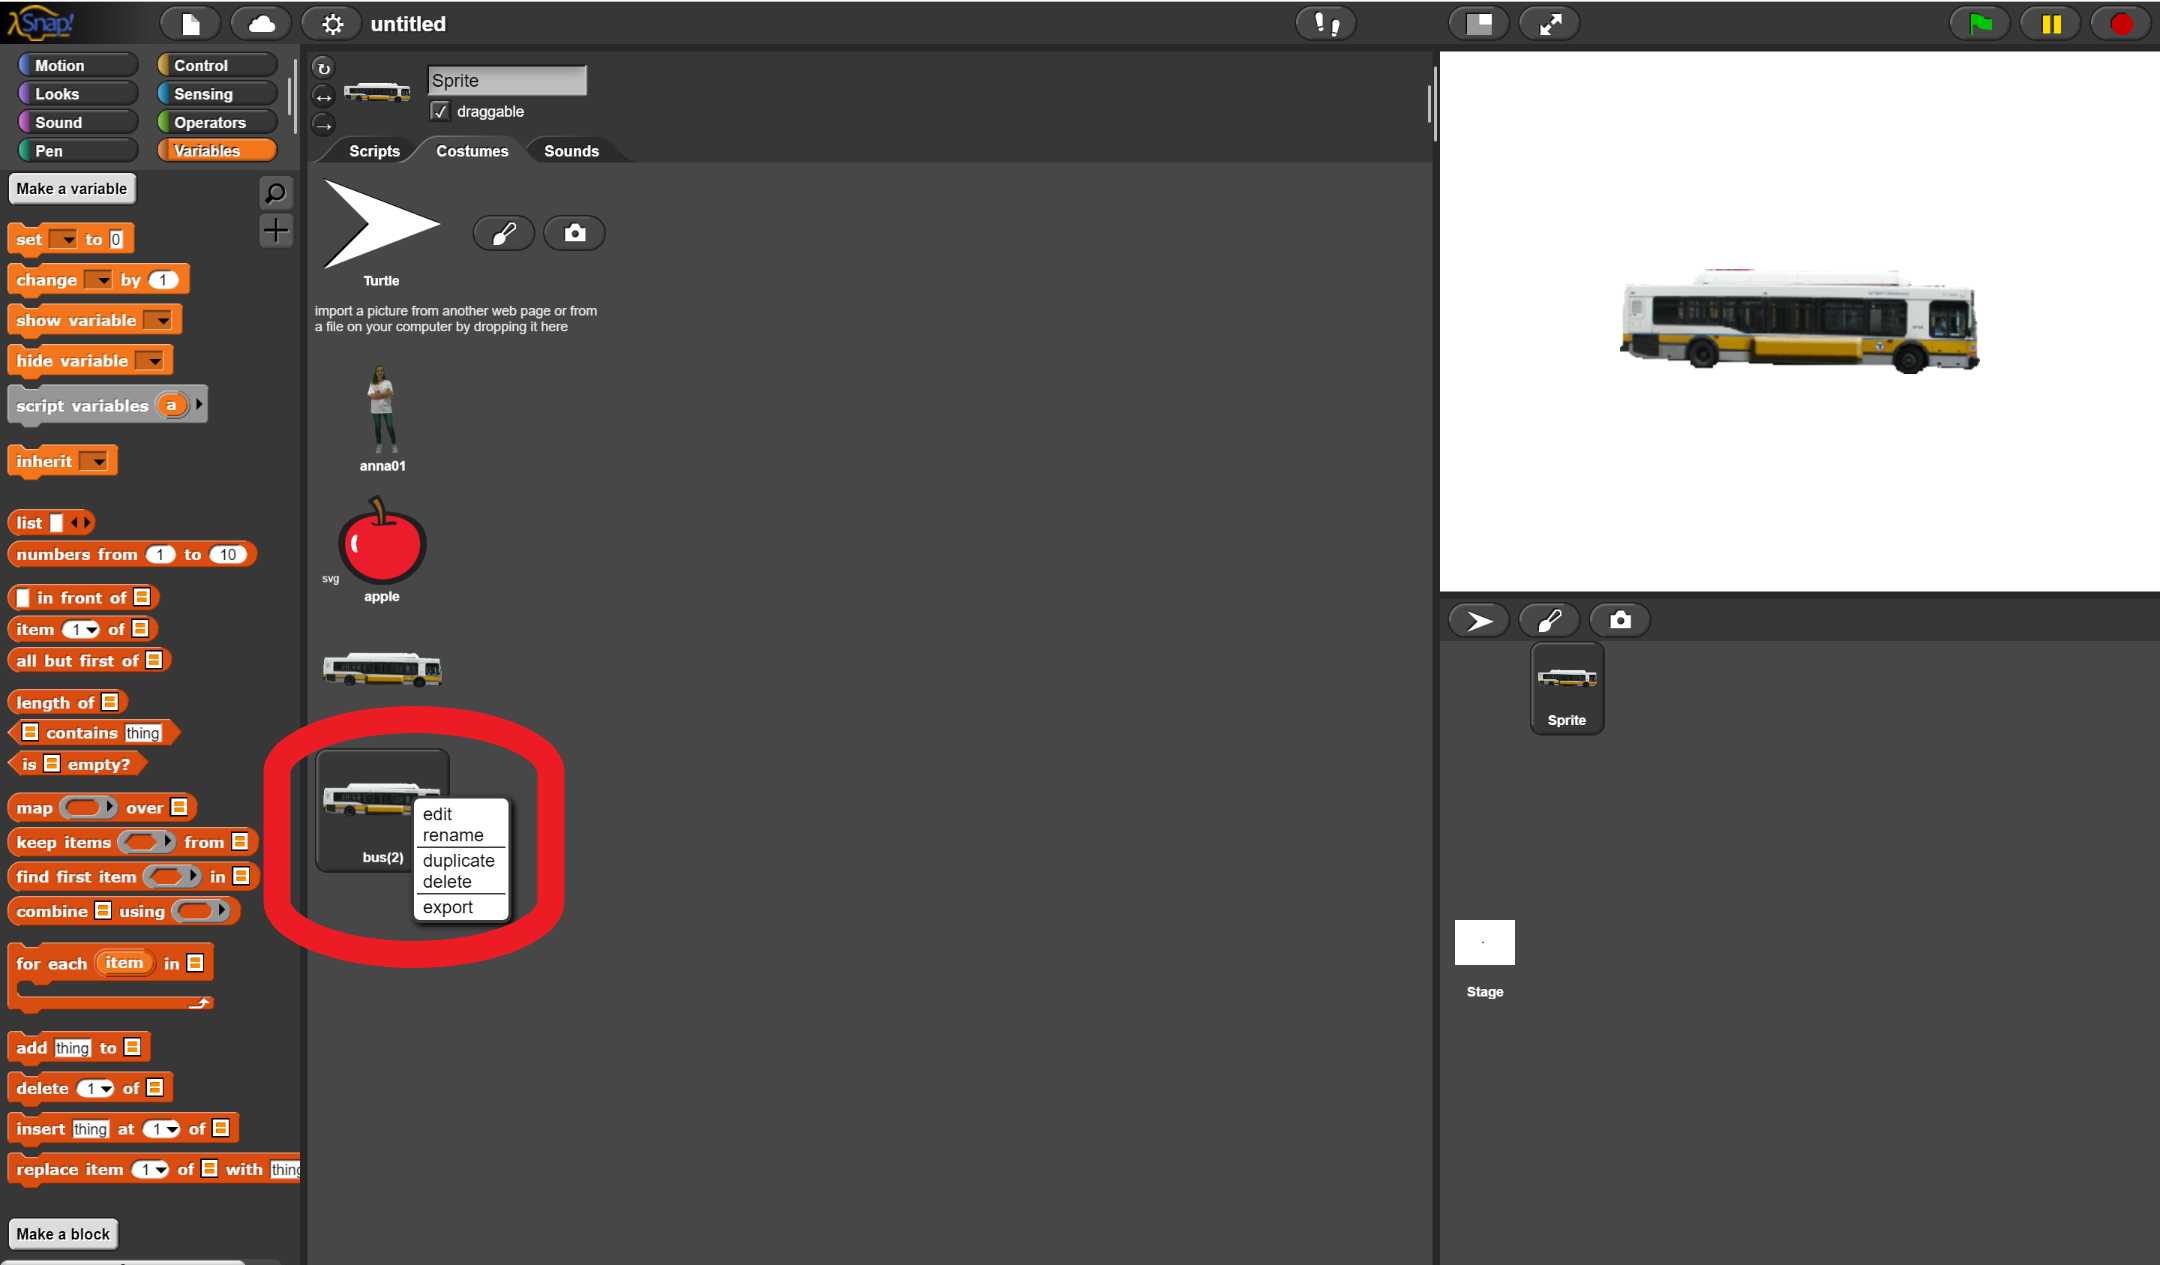 Snap!
untitled
Motion
Looks
Sound
Pen
Control
Sensing
Operators
Variables
Make a variable
set to 0
change by 1
show variable
hide variable
script variables a
inherit
list
numbers from 1 to 10
in front of
item 1 of
all but first of
length of
contains thing
is empty?
map over
keep items from
find first item in
combine using
for each item in
add thing to
delete 1 of
insert thing at 1 of
replace item 1 of with thing
Make a block
Sprite
draggable
Scripts
Costumes
Sounds
Turtle
import a picture from another web page or from
a file on your computer by dropping it here
anna01
svg
apple
bus(2)
edit
rename
duplicate
delete
export
Sprite
Stage